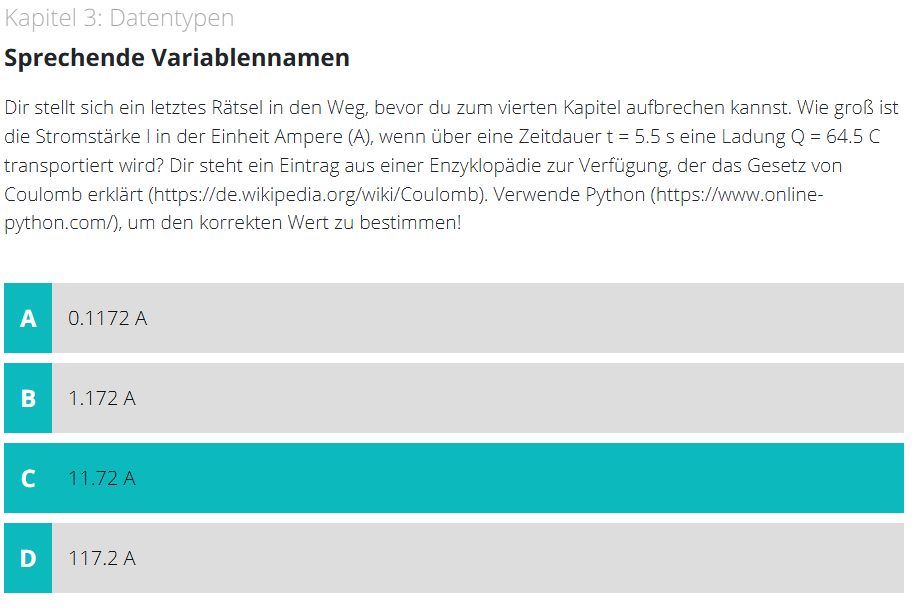 Kapitel 3: Datentypen
Sprechende Variablennamen
Dir stellt sich ein letztes Rätsel in den Weg, bevor du zum vierten Kapitel aufbrechen kannst. Wie groß ist
die Stromstärke I in der Einheit Ampere (A), wenn über eine Zeitdauer t = 5.5 s eine Ladung Q = 64.5 C
transportiert wird? Dir steht ein Eintrag aus einer Enzyklopädie zur Verfügung, der das Gesetz von
Coulomb erklärt (https://de.wikipedia.org/wiki/Coulomb). Verwende Python (https://www.online-
python.com/), um den korrekten Wert zu bestimmen!
A 0.1172 A
B 1.172 A
C 11.72 A
D 117.2 A